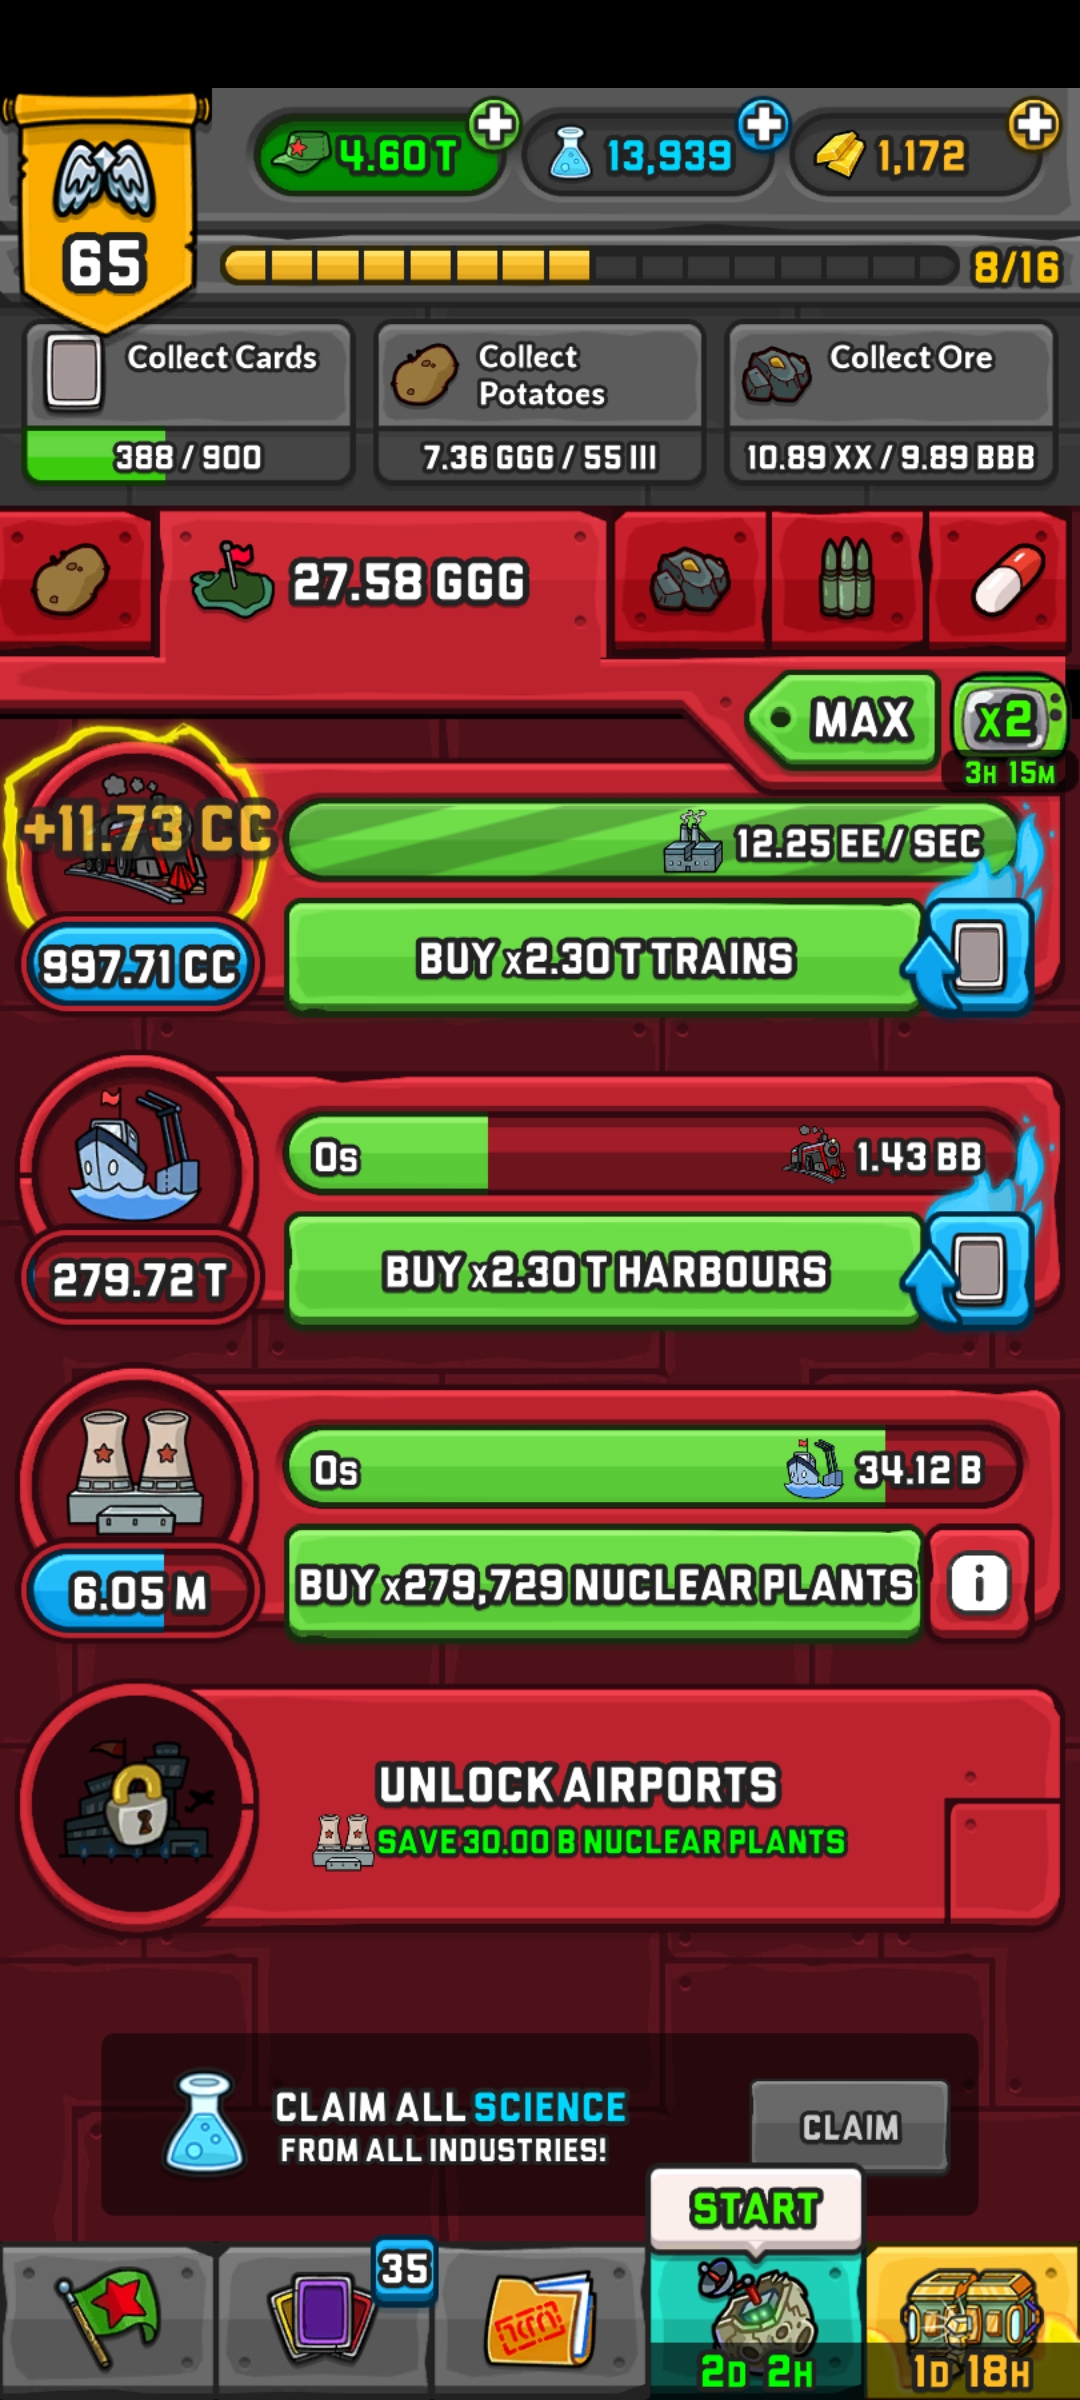 4.60 T
13,939
1,172
65
8/16
Collect Cards
388 / 900
Collect
Potatoes
7.36 GGG / 55 III
Collect Ore
10.89 XX / 9.89 BBB
27.58 GGG
MAX
x2
3H 15M
+11.73 CC
12.25 EE / SEC
997.71 CC
BUY x2.30 T TRAINS
0s
1.43 BB
279.72 T
BUY x2.30 T HARBOURS
0s
34.12 B
6.05 M
BUY x279,729 NUCLEAR PLANTS
i
UNLOCK AIRPORTS
SAVE 30.00 B NUCLEAR PLANTS
CLAIM ALL SCIENCE
FROM ALL INDUSTRIES!
CLAIM
START
35
2D 2H
1D 18H